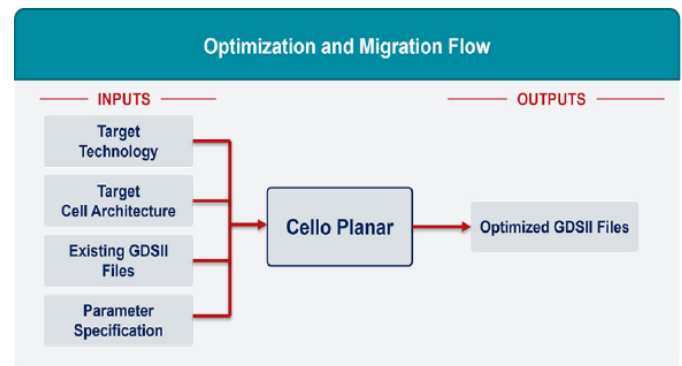 Optimization and Migration Flow
INPUTS
OUTPUTS
Target
Technology
Target
Cell Architecture
Existing GDSII
Files
Parameter
Specification
Cello Planar
Optimized GDSII Files